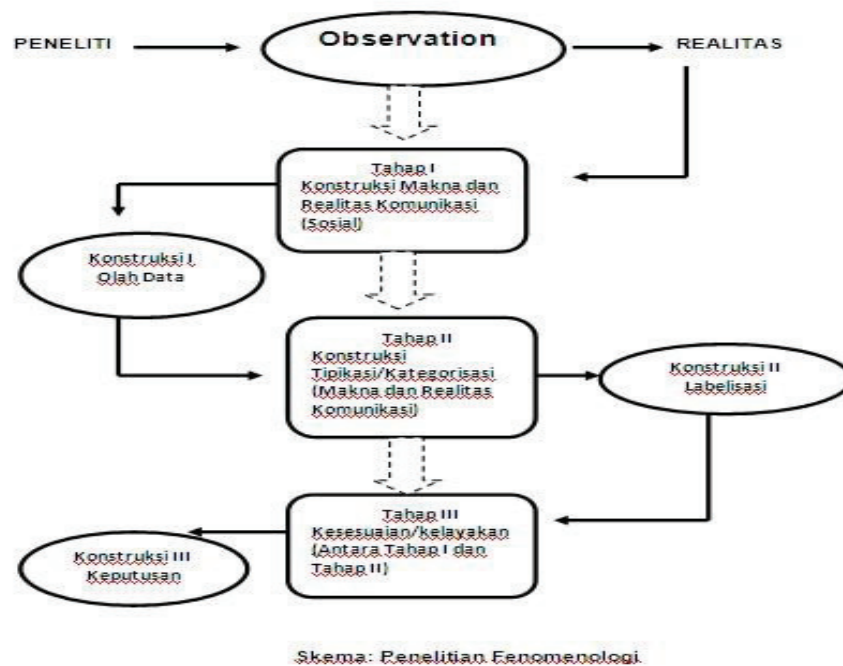 PENELITI
Observation
REALITAS
Tahap I
Konstruksi Makna dan
Realitas Komunikasi
(Sosial)
Konstruksi I
Olah Data
Tahap II
Konstruksi
Tipikasi/Kategorisasi
(Makna dan Realitas
Komunikasi)
Konstruksi II
Labelisasi
Tahap III
Kesesuaian/kelayakan
(Antara Tahap I dan
Tahap II)
Konstruksi III
Keputusan
Skema: Penelitian Fenomenologi